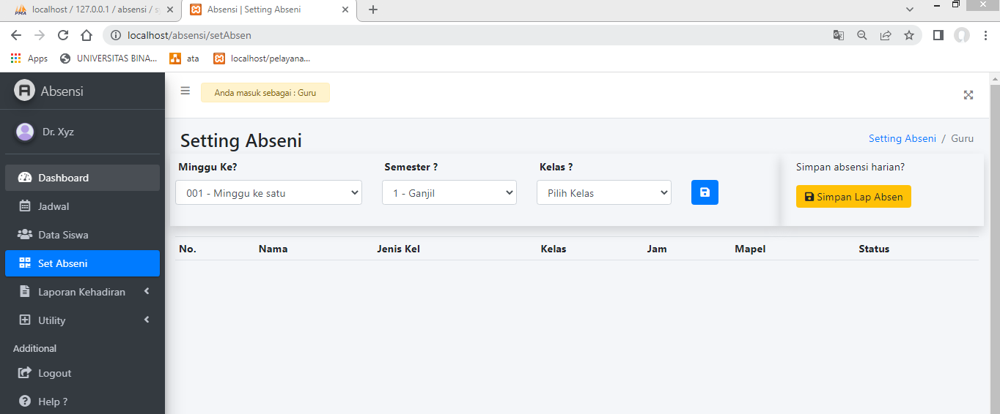 localhost / 127.0.0.1 / absensi / s
Absensi | Setting Abseni
localhost/absensi/setAbsen
Apps
UNIVERSITAS BINA...
ata
localhost/pelayana...
Absensi
Dr. Xyz
Dashboard
Jadwal
Data Siswa
Set Abseni
Laporan Kehadiran
Utility
Additional
Logout
Help ?
Anda masuk sebagai : Guru
Setting Abseni
Setting Abseni / Guru
Minggu Ke?
Semester ?
Kelas ?
001 - Minggu ke satu
1 - Ganjil
Pilih Kelas
Simpan absensi harian?
Simpan Lap Absen
No. Nama Jenis Kel Kelas Jam Mapel Status